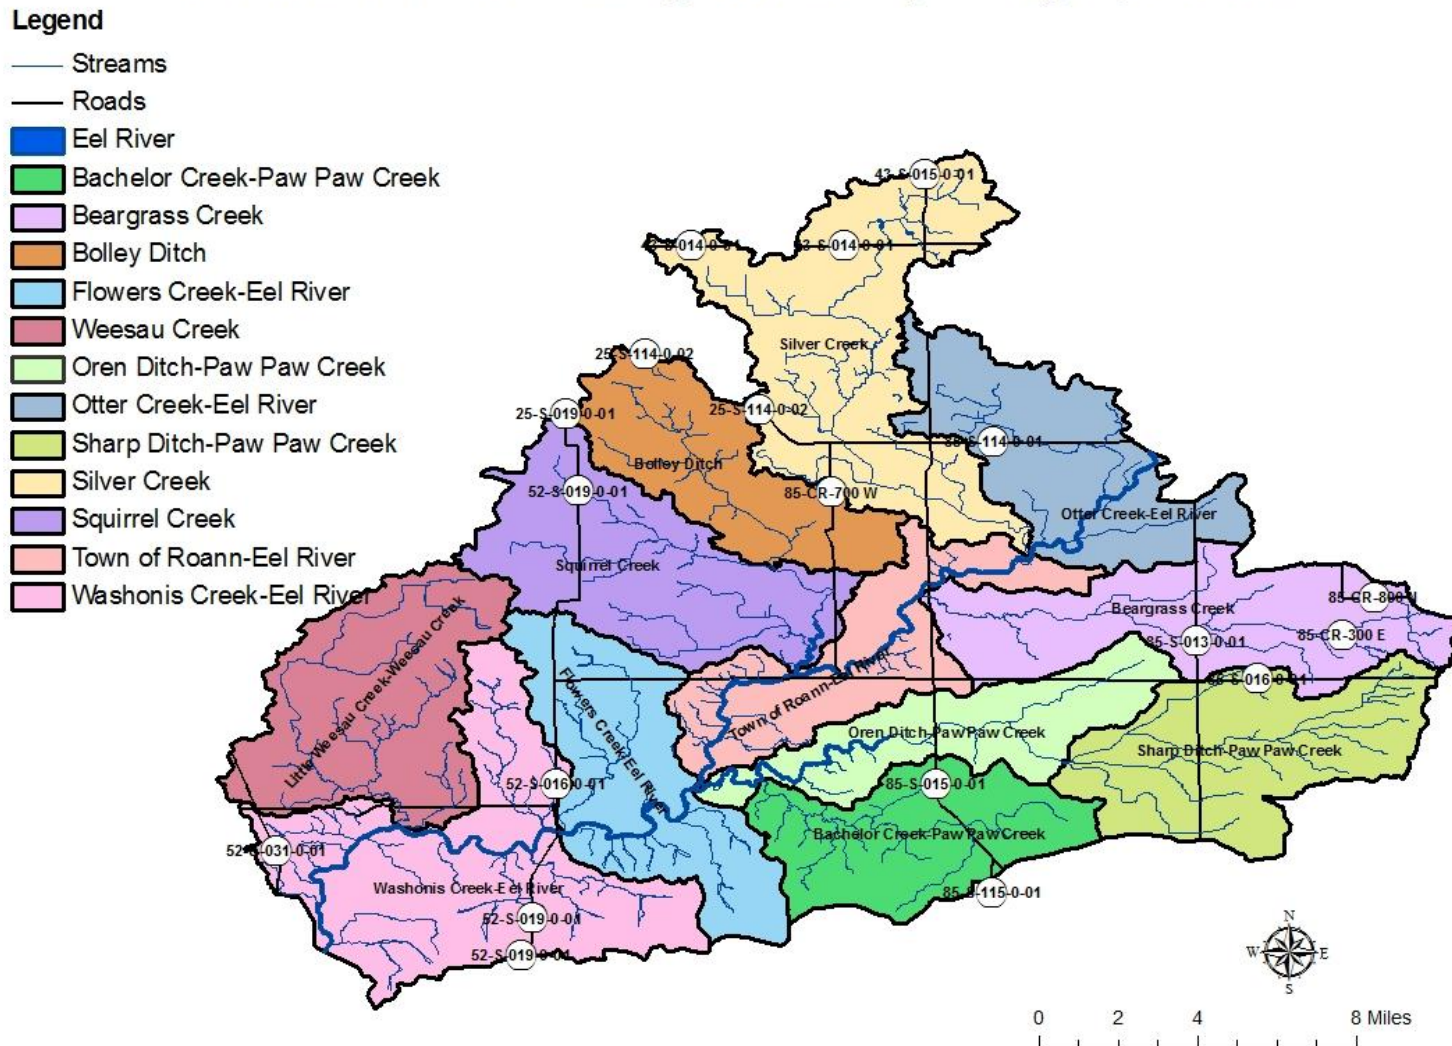 Legend
Streams
Roads
Eel River
Bachelor Creek-Paw Paw Creek
Beargrass Creek
Bolley Ditch
Flowers Creek-Eel River
Weesau Creek
Oren Ditch-Paw Paw Creek
Otter Creek-Eel River
Sharp Ditch-Paw Paw Creek
Silver Creek
Squirrel Creek
Town of Roann-Eel River
Washonis Creek-Eel River
43-S-015-0-01
Silver Creek
25-S-114-0-02
25-S-019-0-01
25-S-114-0-02
Bolley Ditch
52-S-019-0-01
85-CR-700 W
Otter Creek-Eel River
Squirrel Creek
Beargrass Creek
85-CR-300 E
85-S-013-0-01
Little Weesau Creek-Weesau Creek
Flowers Creek-Eel River
Town of Roann-Eel River
Oren Ditch-Paw Paw Creek
Sharp Ditch-Paw Paw Creek
52-S-016-0-01
85-S-015-0-01
Bachelor Creek-Paw Paw Creek
Washonis Creek-Eel River
85-S-115-0-01
52-S-019-0-01
52-S-019-0-01
N
W
E
S
0 2 4 8 Miles